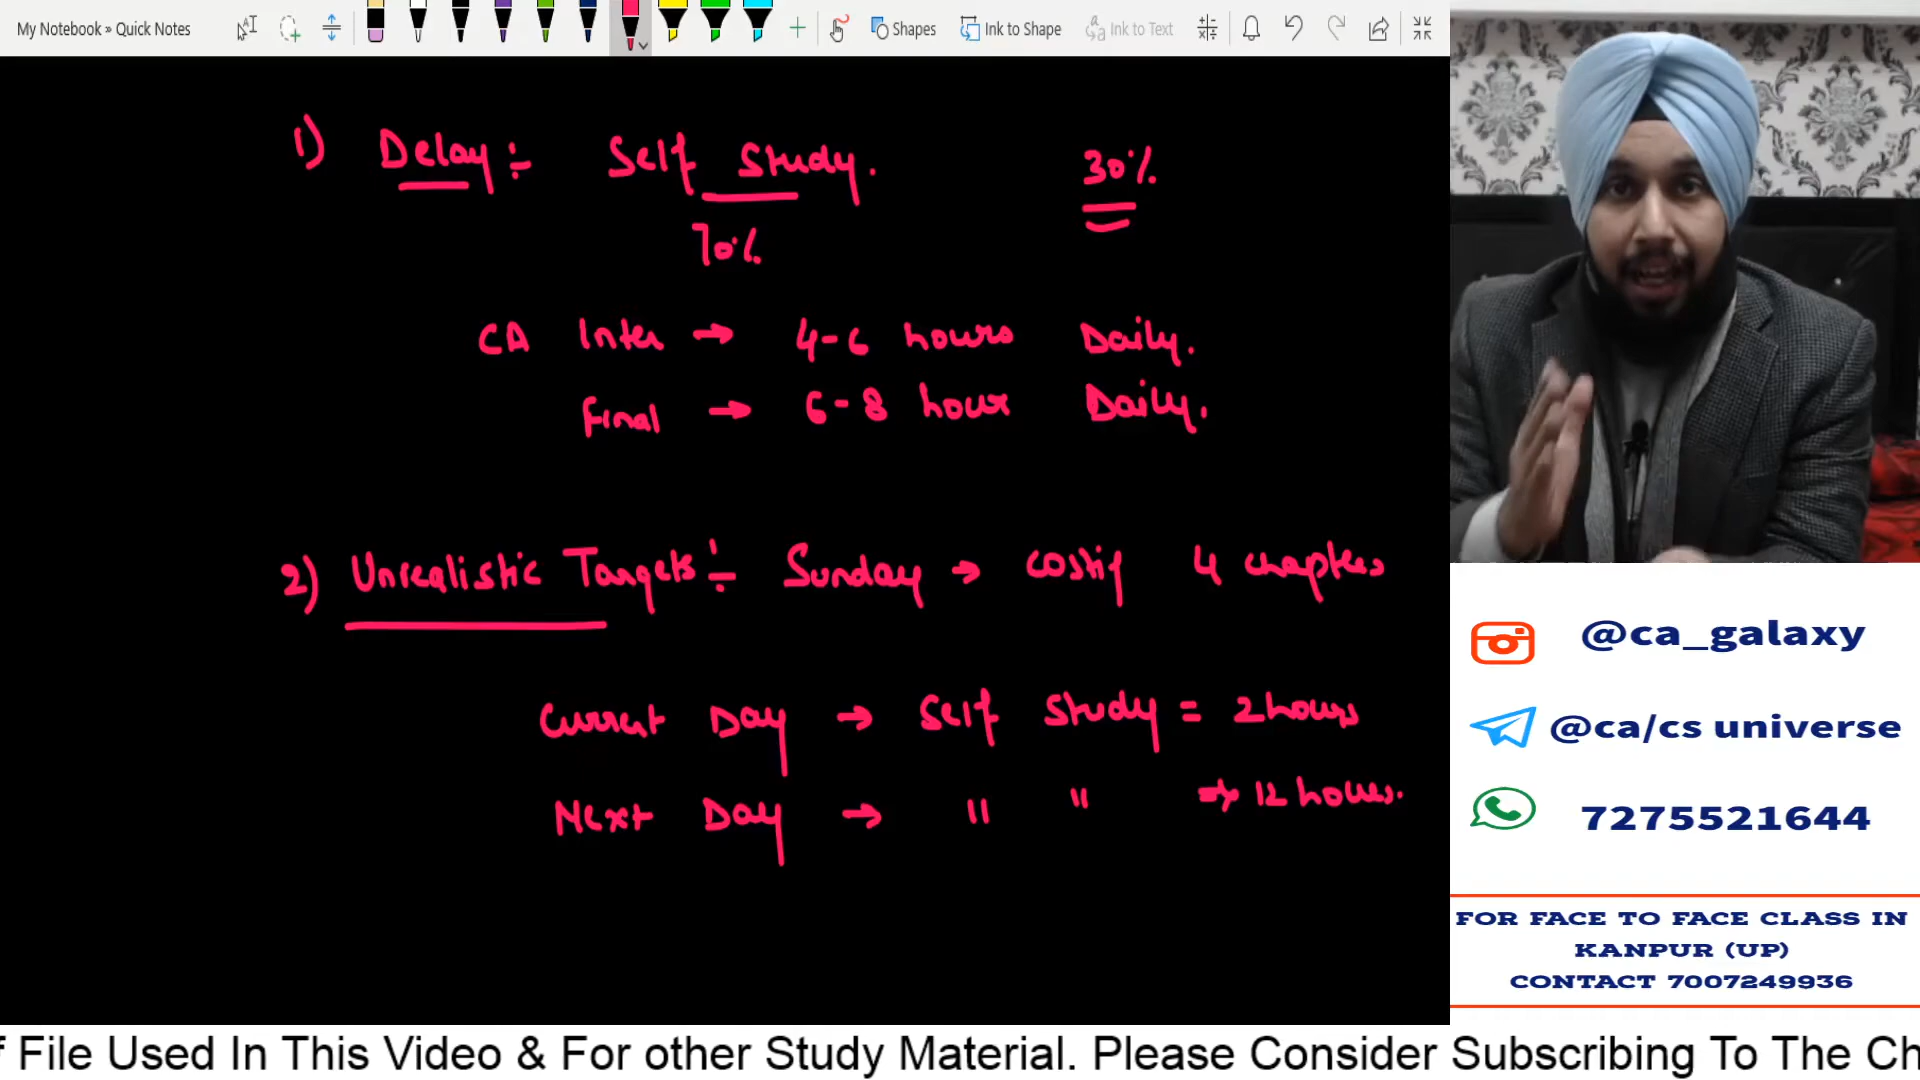 My Notebook » Quick Notes
Shapes
Ink to Shape
Ink to Text
1) Delay :- Self Study. 30%
70%
CA Inter → 4-6 hours Daily.
Final → 6-8 hour Daily.
2) Unrealistic Targets :- Sunday → Costif 4 chapters
Current Day → Self Study = 2 hours
Next Day → " " → 12 hours.
@ca_galaxy
@ca/cs universe
7275521644
FOR FACE TO FACE CLASS IN
KANPUR (UP)
CONTACT 7007249936
f File Used In This Video & For other Study Material. Please Consider Subscribing To The Ch